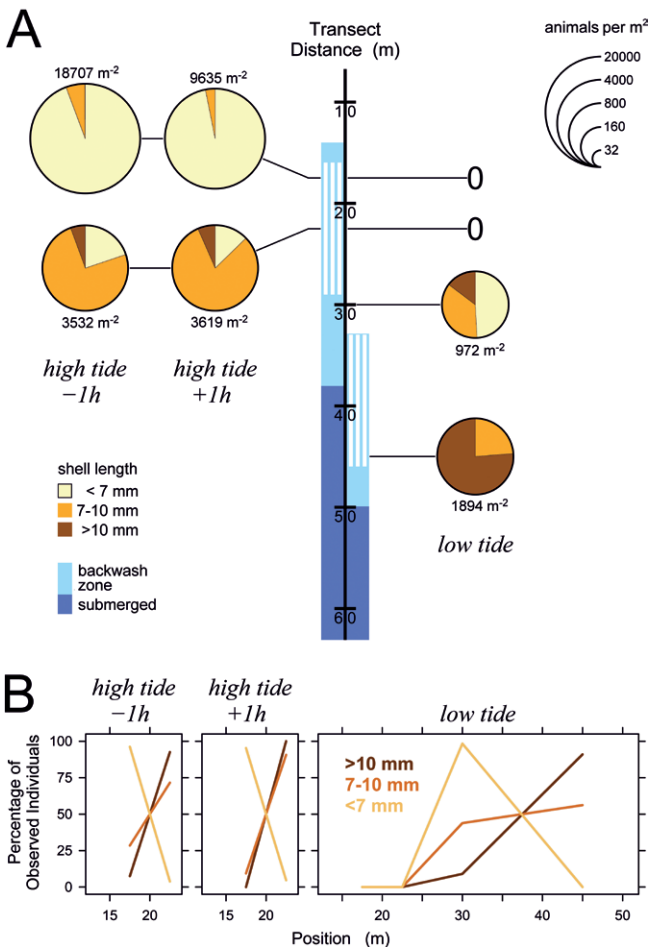 A
Transect
Distance (m)
animals per m²
20000
4000
800
160
32
18707 m⁻²
9635 m⁻²
10
20
30
40
50
60
0
0
3532 m⁻²
3619 m⁻²
972 m⁻²
1894 m⁻²
high tide
−1h
high tide
+1h
low tide
shell length
< 7 mm
7-10 mm
>10 mm
backwash
zone
submerged
B
high tide
−1h
high tide
+1h
low tide
Percentage of
Observed Individuals
100
75
50
25
0
>10 mm
7-10 mm
<7 mm
15 20
15 20
20 30 40 50
Position (m)